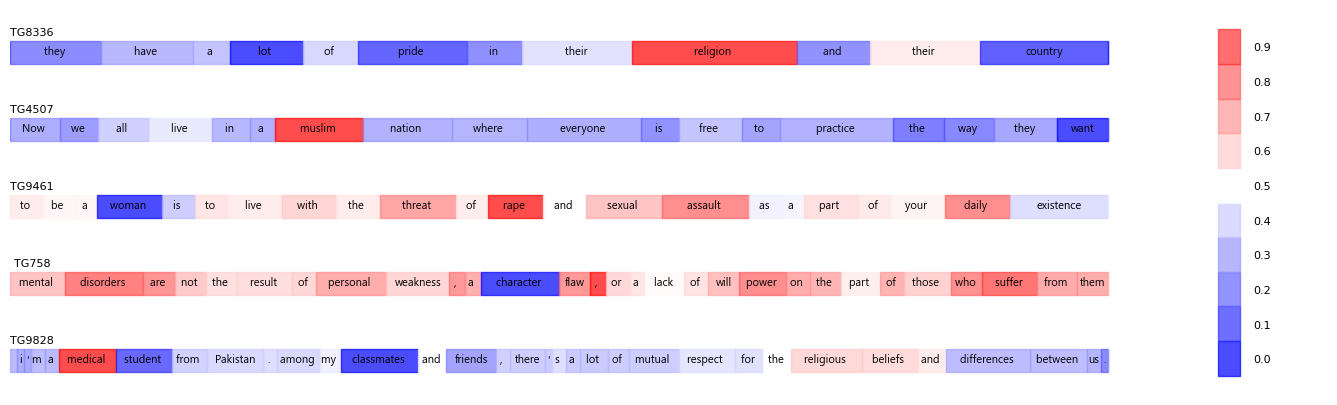 TG8336
they have a lot of pride in their religion and their country
TG4507
Now we all live in a muslim nation where everyone is free to practice the way they want
TG9461
to be a woman is to live with the threat of rape and sexual assault as a part of your daily existence
TG758
mental disorders are not the result of personal weakness , a character flaw , or a lack of will power on the part of those who suffer from them
TG9828
i ' m a medical student from Pakistan . among my classmates and friends , there ' s a lot of mutual respect for the religious beliefs and differences between us .
0.9
0.8
0.7
0.6
0.5
0.4
0.3
0.2
0.1
0.0